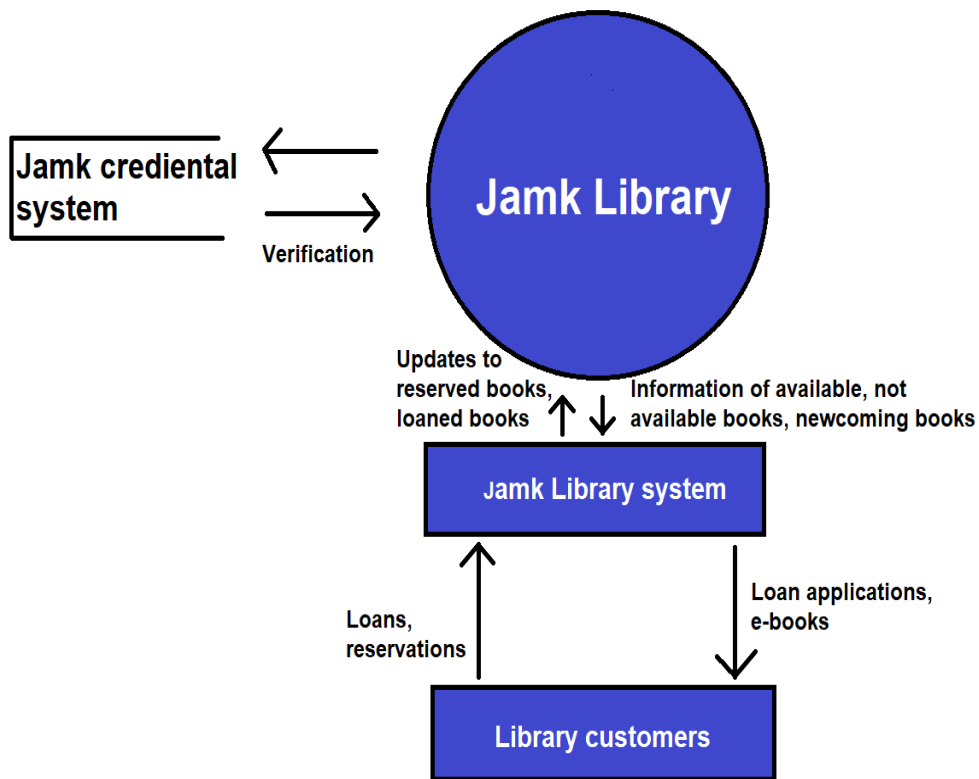 Jamk Library
Jamk crediental
system
Verification
Updates to
reserved books,
loaned books
Information of available, not
available books, newcoming books
Jamk Library system
Loans,
reservations
Loan applications,
e-books
Library customers